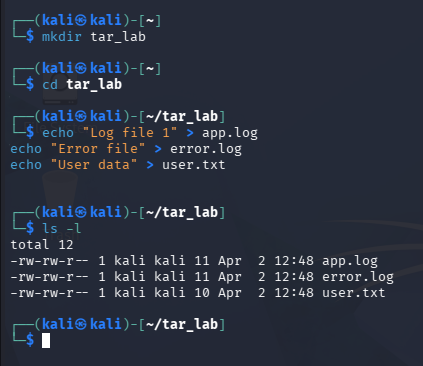 ┌──(kali㉿kali)-[~]
└─$ mkdir tar_lab
┌──(kali㉿kali)-[~]
└─$ cd tar_lab
┌──(kali㉿kali)-[~/tar_lab]
└─$ echo "Log file 1" > app.log
echo "Error file" > error.log
echo "User data" > user.txt
┌──(kali㉿kali)-[~/tar_lab]
└─$ ls -l
total 12
-rw-rw-r-- 1 kali kali 11 Apr  2 12:48 app.log
-rw-rw-r-- 1 kali kali 11 Apr  2 12:48 error.log
-rw-rw-r-- 1 kali kali 10 Apr  2 12:48 user.txt
┌──(kali㉿kali)-[~/tar_lab]
└─$